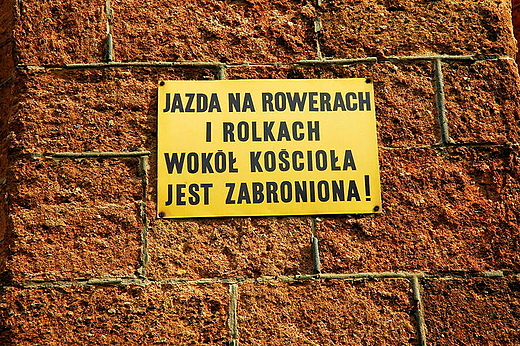 JAZDA NA ROWERACH
I ROLKACH
WOKÓŁ KOŚCIOŁA
JEST ZABRONIONA!